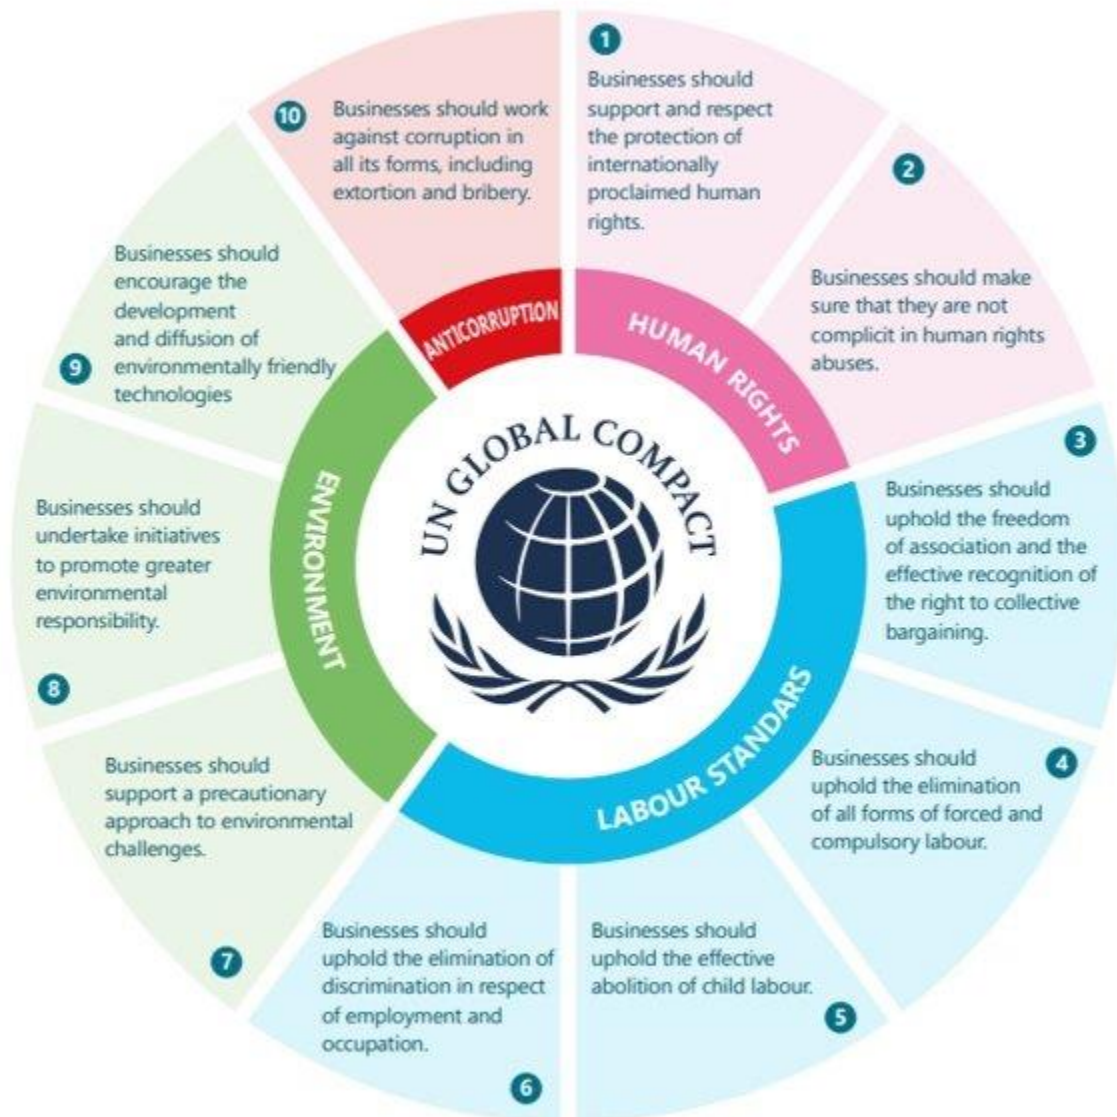 1
Businesses should
support and respect
the protection of
internationally
proclaimed human
rights.
2
Businesses should make
sure that they are not
complicit in human rights
abuses.
3
Businesses should
uphold the freedom
of association and the
effective recognition of
the right to collective
bargaining.
4
Businesses should
uphold the elimination
of all forms of forced and
compulsory labour.
Businesses should
uphold the effective
abolition of child labour.
5
Businesses should
uphold the elimination of
discrimination in respect
of employment and
occupation.
6
Businesses should
support a precautionary
approach to environmental
challenges.
7
Businesses should
undertake initiatives
to promote greater
environmental
responsibility.
8
Businesses should
encourage the
development
and diffusion of
environmentally friendly
technologies
9
10
Businesses should work
against corruption in
all its forms, including
extortion and bribery.
HUMAN RIGHTS
LABOUR STANDARS
ENVIRONMENT
ANTICORRUPTION
UN GLOBAL COMPACT